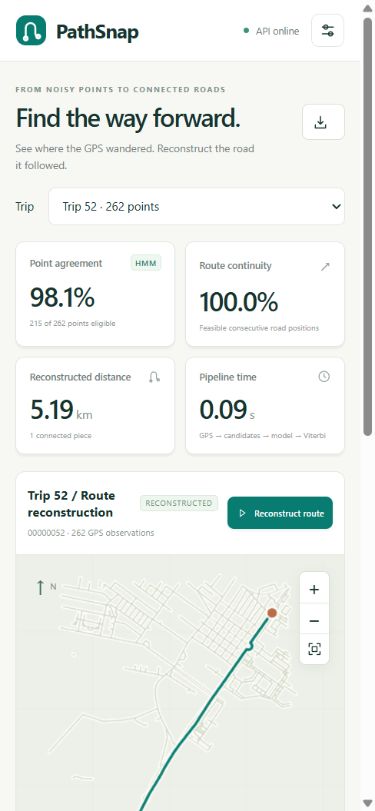 PathSnap
API online
FROM NOISY POINTS TO CONNECTED ROADS
Find the way forward.
See where the GPS wandered. Reconstruct the road
it followed.
Trip
Trip 52 · 262 points
Point agreement
HMM
98.1%
215 of 262 points eligible
Route continuity
100.0%
Feasible consecutive road positions
Reconstructed distance
5.19 km
1 connected piece
Pipeline time
0.09 s
GPS → candidates → model → Viterbi
Trip 52 / Route
reconstruction
RECONSTRUCTED
Reconstruct route
00000052 · 262 GPS observations
N